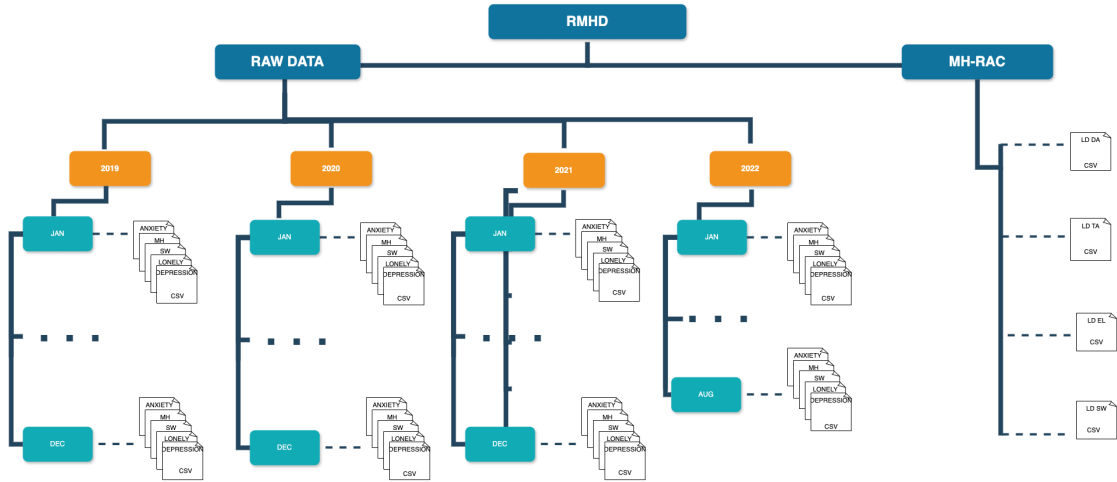 RMHD
RAW DATA
MH-RAC
2019
2020
2021
2022
JAN
ANXIETY
MH
SW
LONELY
DEPRESSION
CSV
JAN
ANXIETY
MH
SW
LONELY
DEPRESSION
CSV
JAN
ANXIETY
MH
SW
LONELY
DEPRESSION
CSV
JAN
ANXIETY
MH
SW
LONELY
DEPRESSION
CSV
DEC
ANXIETY
MH
SW
LONELY
DEPRESSION
CSV
DEC
ANXIETY
MH
SW
LONELY
DEPRESSION
CSV
DEC
ANXIETY
MH
SW
LONELY
DEPRESSION
CSV
AUG
ANXIETY
MH
SW
LONELY
DEPRESSION
CSV
LD DA
CSV
LD TA
CSV
LD EL
CSV
LD SW
CSV